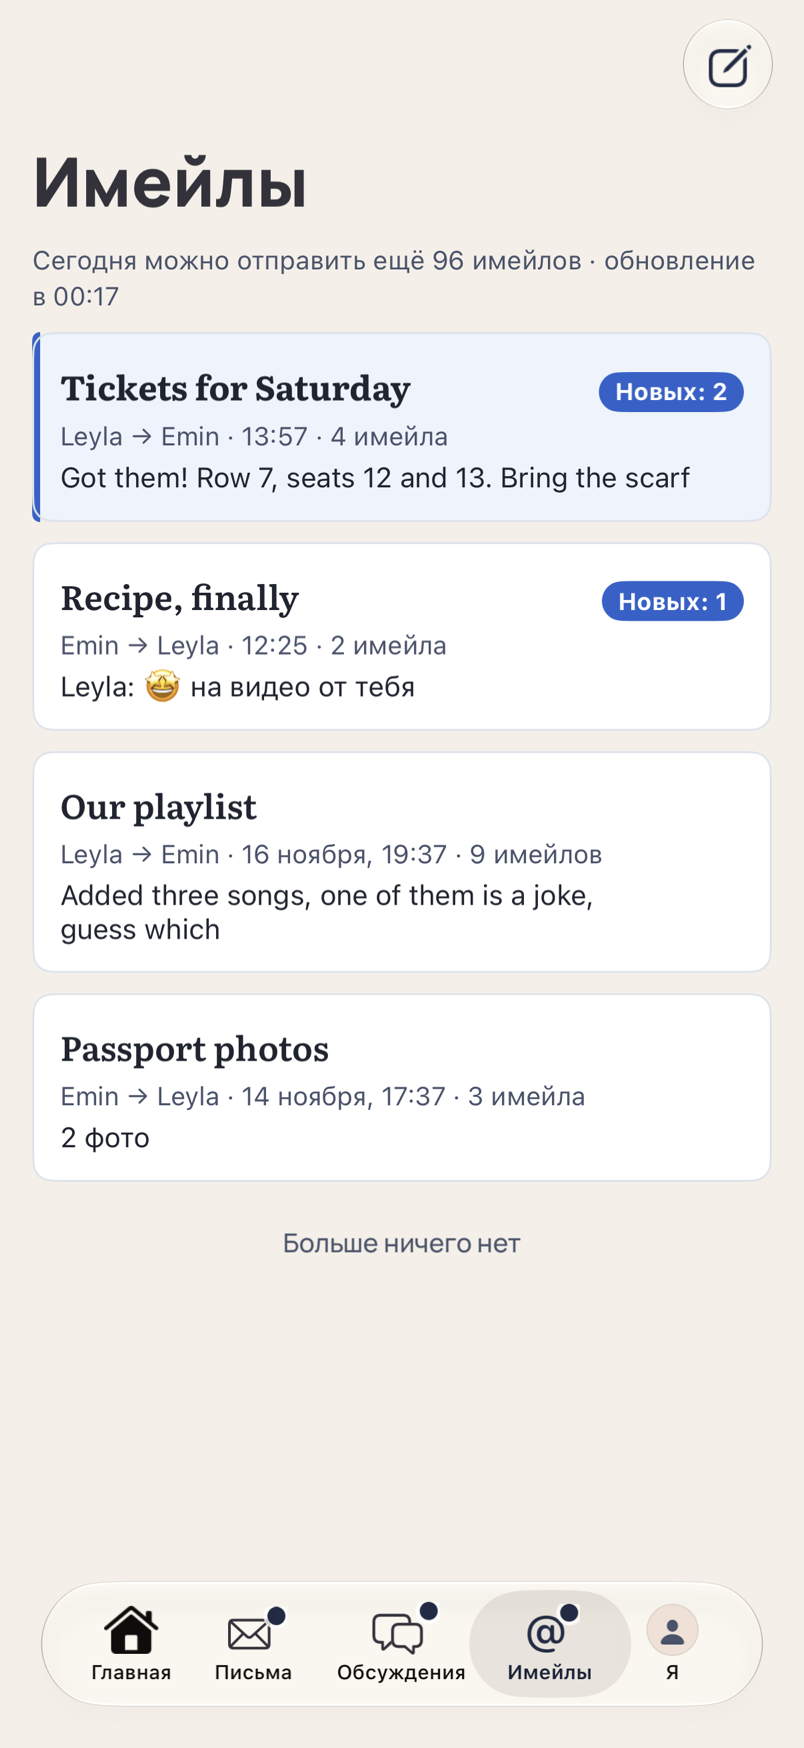 Имейлы
Сегодня можно отправить ещё 96 имейлов · обновление
в 00:17
Tickets for Saturday
Новых: 2
Leyla → Emin · 13:57 · 4 имейла
Got them! Row 7, seats 12 and 13. Bring the scarf
Recipe, finally
Новых: 1
Emin → Leyla · 12:25 · 2 имейла
Leyla: 🤩 на видео от тебя
Our playlist
Leyla → Emin · 16 ноября, 19:37 · 9 имейлов
Added three songs, one of them is a joke,
guess which
Passport photos
Emin → Leyla · 14 ноября, 17:37 · 3 имейла
2 фото
Больше ничего нет
Главная
Письма
Обсуждения
@
Имейлы
Я